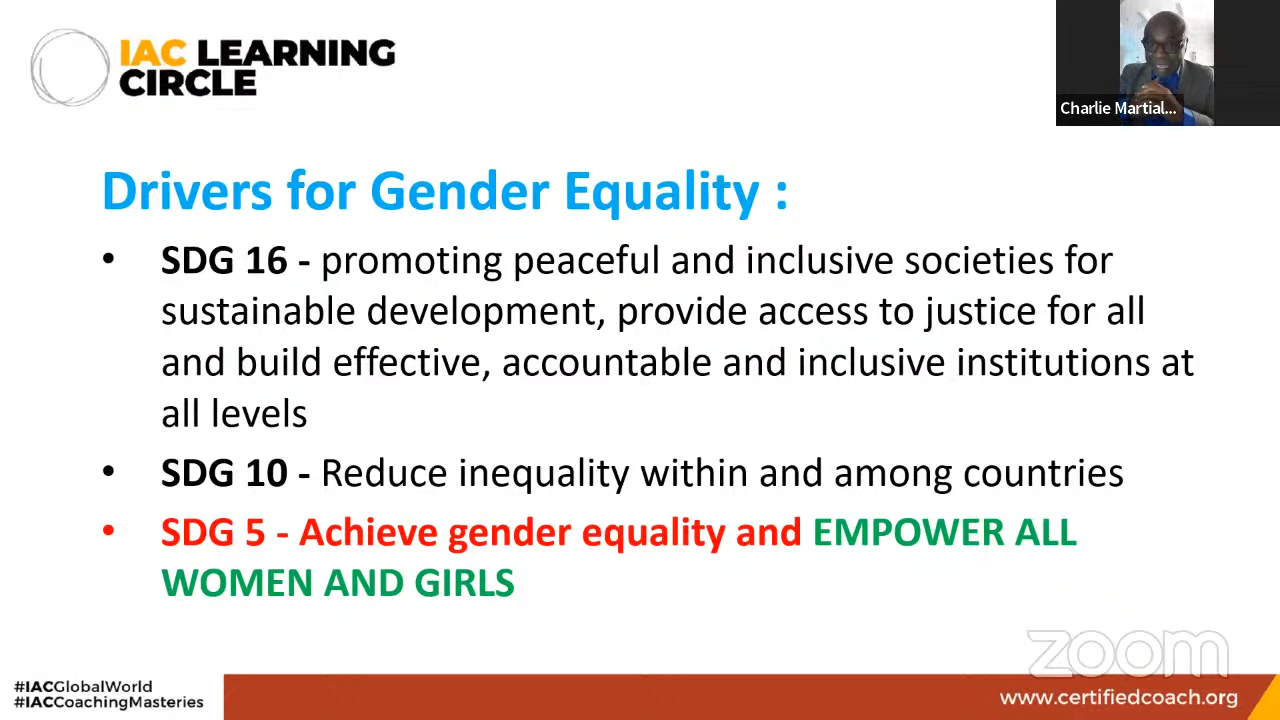 IAC LEARNING
CIRCLE
Charlie Martial...
Drivers for Gender Equality :
• SDG 16 - promoting peaceful and inclusive societies for
sustainable development, provide access to justice for all
and build effective, accountable and inclusive institutions at
all levels
• SDG 10 - Reduce inequality within and among countries
• SDG 5 - Achieve gender equality and EMPOWER ALL
WOMEN AND GIRLS
zoom
#IACGlobalWorld
#IACCoachingMasteries
www.certifiedcoach.org